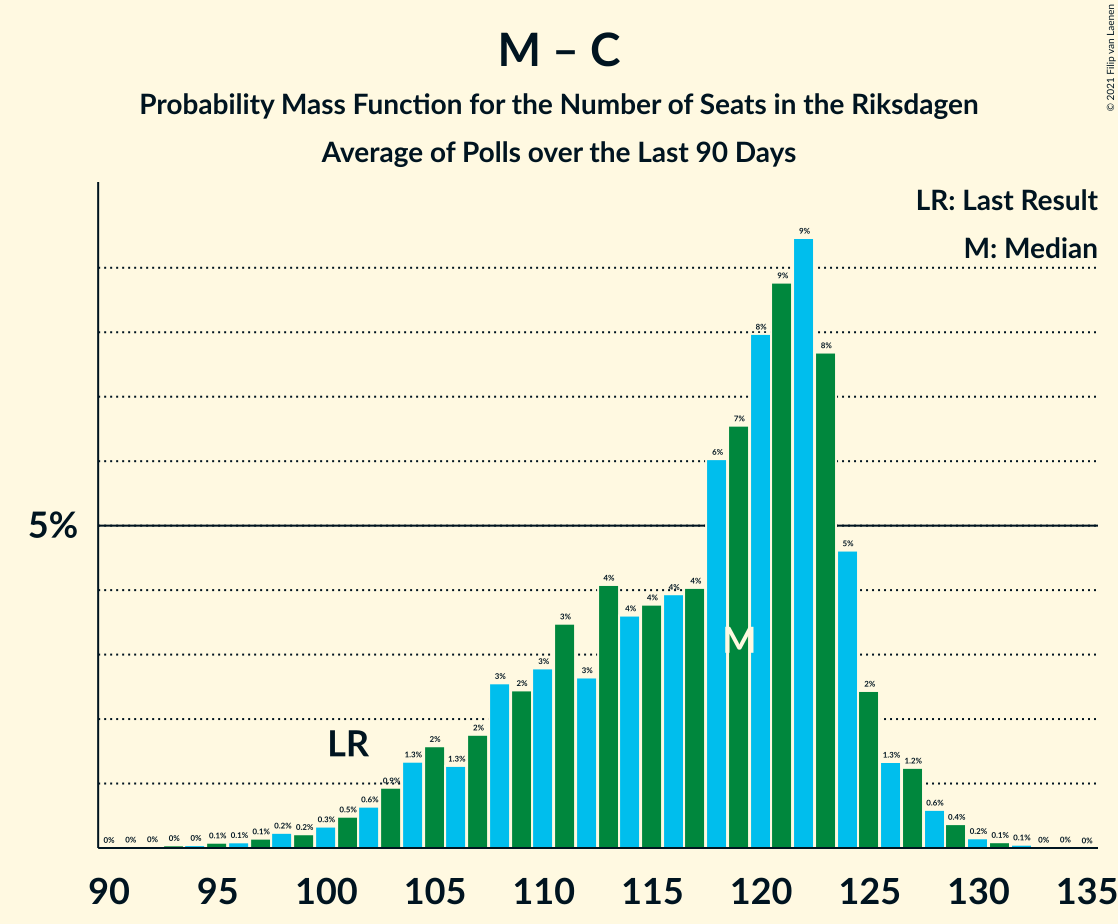 © 2021 Filip van Laenen
M – C
Probability Mass Function for the Number of Seats in the Riksdagen
Average of Polls over the Last 90 Days
LR: Last Result
M: Median
5%
LR
M
0% 0% 0% 0% 0% 0.1% 0.1% 0.1% 0.2% 0.2% 0.3% 0.5% 0.6% 0.9% 1.3% 2% 1.3% 2% 3% 2% 3% 3% 3% 4% 4% 4% 4% 4% 6% 7% 8% 9% 9% 8% 5% 2% 1.3% 1.2% 0.6% 0.4% 0.2% 0.1% 0.1% 0% 0% 0%
90 95 100 105 110 115 120 125 130 135